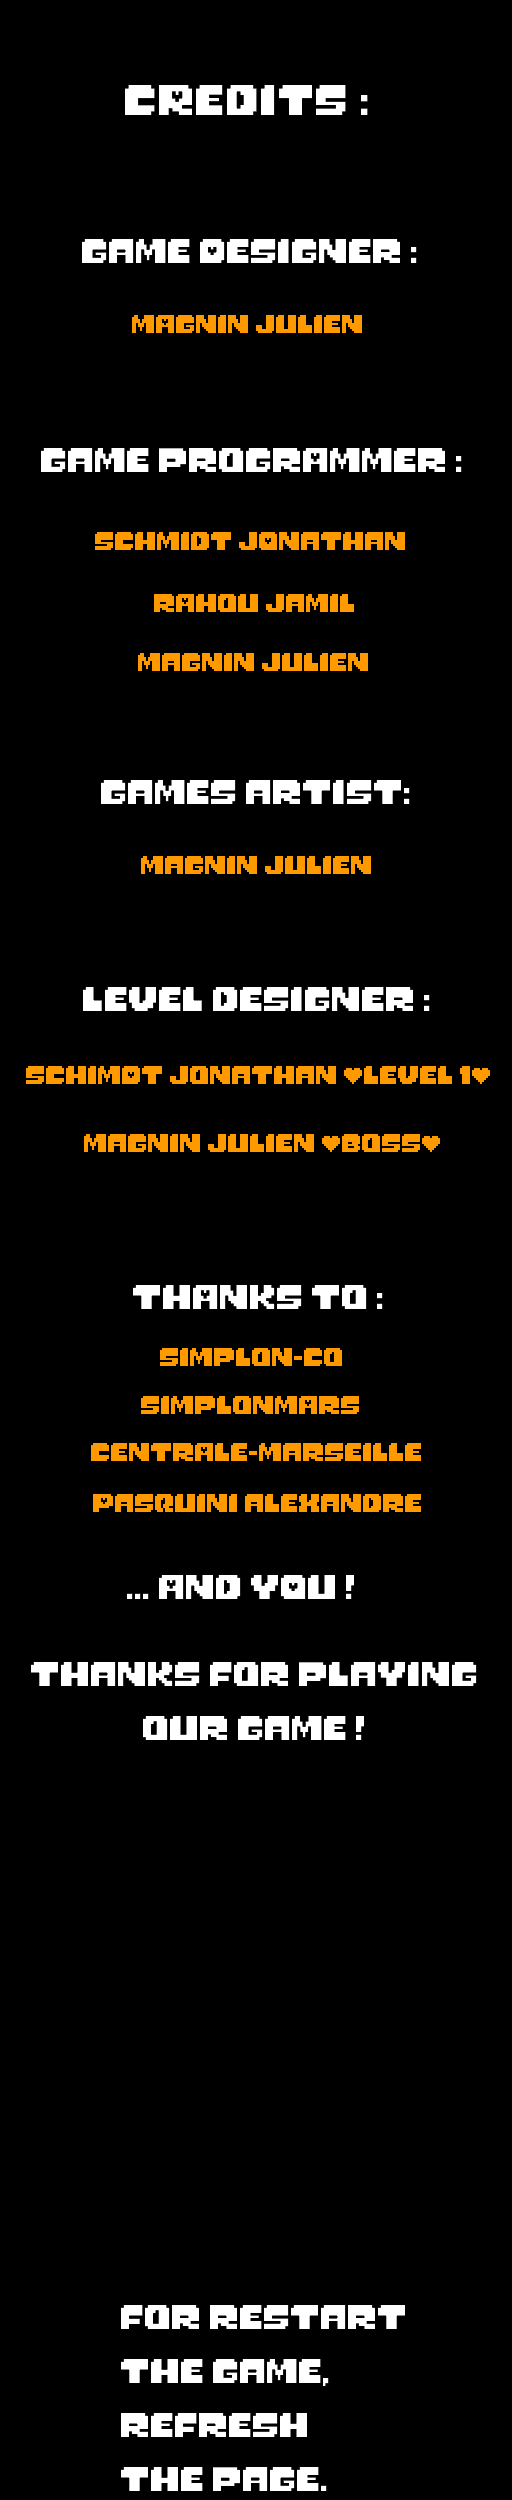 CREDITS :
GAME DESIGNER :
MAGNIN JULIEN
GAME PROGRAMMER :
SCHMIDT JONATHAN
RAHOU JAMIL
MAGNIN JULIEN
GAMES ARTIST:
MAGNIN JULIEN
LEVEL DESIGNER :
SCHIMDT JONATHAN ♥LEVEL 1♥
MAGNIN JULIEN ♥BOSS♥
THANKS TO :
SIMPLON-CO
SIMPLONMARS
CENTRALE-MARSEILLE
PASQUINI ALEXANDRE
... AND YOU !
THANKS FOR PLAYING
OUR GAME !
FOR RESTART
THE GAME,
REFRESH
THE PAGE.